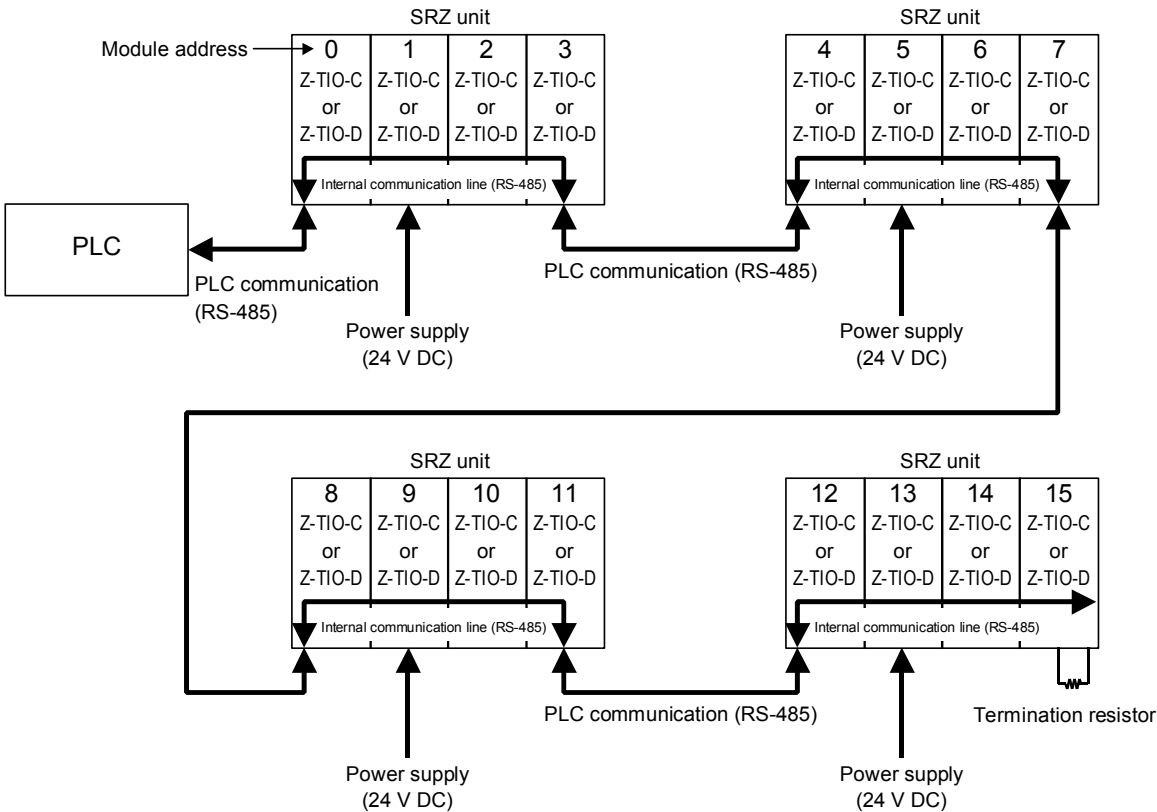 SRZ unit
SRZ unit
Module address
0 1 2 3
Z-TIO-C Z-TIO-C Z-TIO-C Z-TIO-C
or or or or
Z-TIO-D Z-TIO-D Z-TIO-D Z-TIO-D
Internal communication line (RS-485)
4 5 6 7
Z-TIO-C Z-TIO-C Z-TIO-C Z-TIO-C
or or or or
Z-TIO-D Z-TIO-D Z-TIO-D Z-TIO-D
Internal communication line (RS-485)
PLC
PLC communication
(RS-485)
PLC communication (RS-485)
Power supply
(24 V DC)
Power supply
(24 V DC)
SRZ unit
SRZ unit
8 9 10 11
Z-TIO-C Z-TIO-C Z-TIO-C Z-TIO-C
or or or or
Z-TIO-D Z-TIO-D Z-TIO-D Z-TIO-D
Internal communication line (RS-485)
12 13 14 15
Z-TIO-C Z-TIO-C Z-TIO-C Z-TIO-C
or or or or
Z-TIO-D Z-TIO-D Z-TIO-D Z-TIO-D
Internal communication line (RS-485)
PLC communication (RS-485)
Termination resistor
Power supply
(24 V DC)
Power supply
(24 V DC)